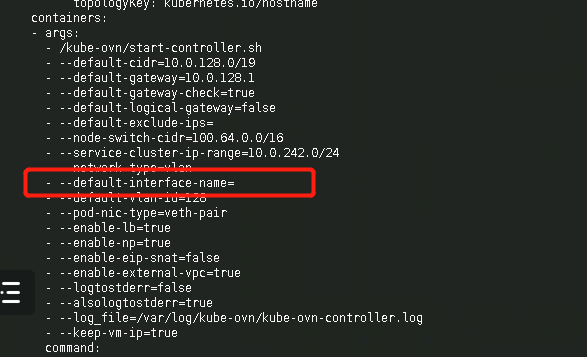 topologyKey: kubernetes.io/hostname
containers:
- args:
- /kube-ovn/start-controller.sh
- --default-cidr=10.0.128.0/19
- --default-gateway=10.0.128.1
- --default-gateway-check=true
- --default-logical-gateway=false
- --default-exclude-ips=
- --node-switch-cidr=100.64.0.0/16
- --service-cluster-ip-range=10.0.242.0/24
- --network-type=vlan
- --default-interface-name=
- --default-vlan-id=128
- --pod-nic-type=veth-pair
- --enable-lb=true
- --enable-np=true
- --enable-eip-snat=false
- --enable-external-vpc=true
- --logtostderr=false
- --alsologtostderr=true
- --log_file=/var/log/kube-ovn/kube-ovn-controller.log
- --keep-vm-ip=true
command: